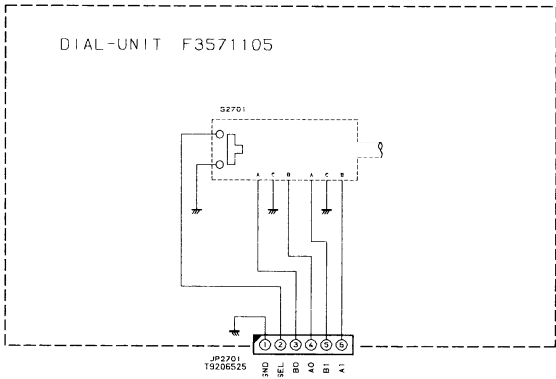 DIAL-UNIT F3571105
S2701
A C B A C B
1 2 3 4 5 6
JP2701
T9206525
GND
SEL
B0
A0
B1
A1